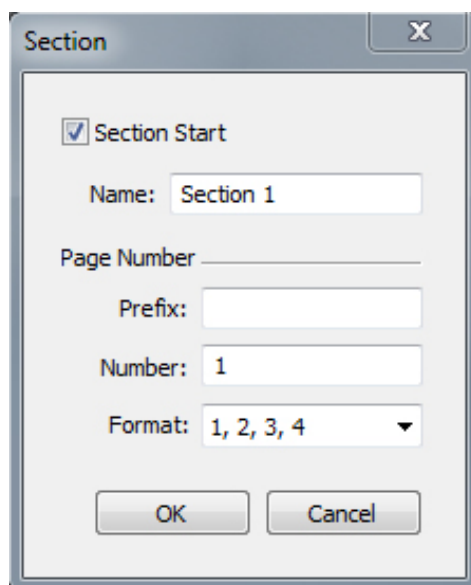 Section
Section Start
Name: Section 1
Page Number
Prefix:
Number: 1
Format: 1, 2, 3, 4
OK Cancel